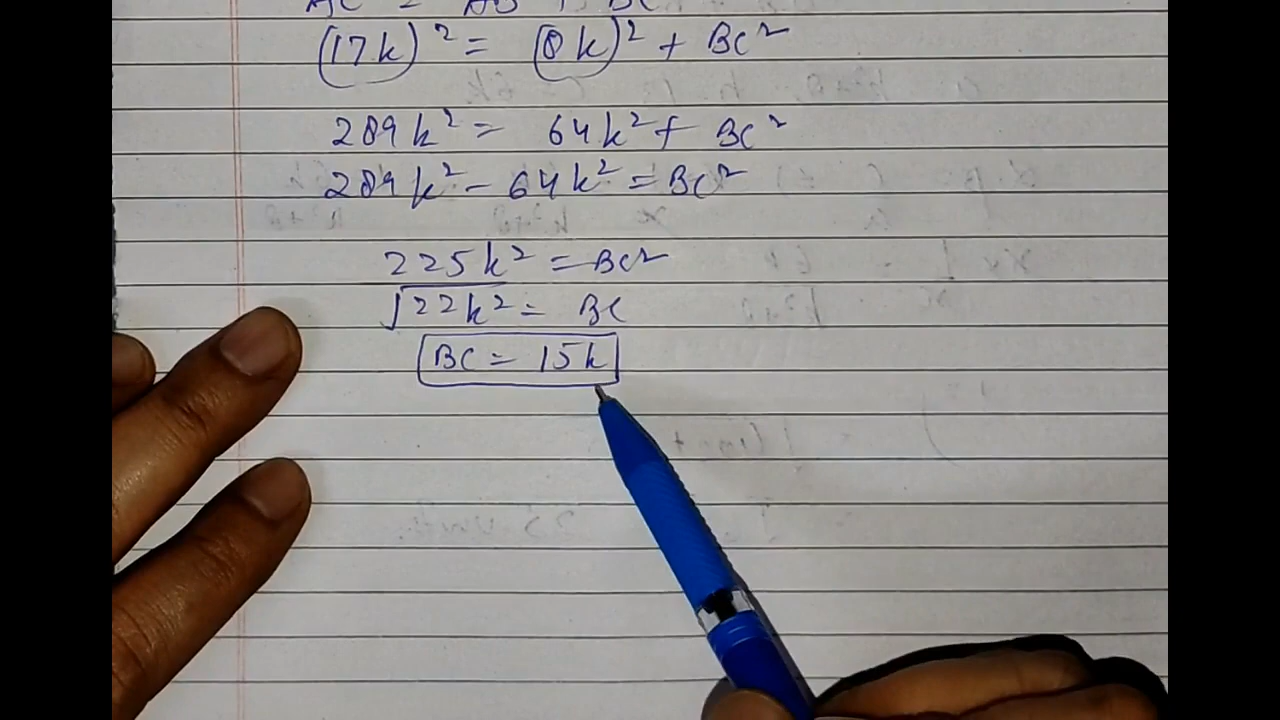 (17k)² = (8k)² + BC²
289k² = 64k² + BC²
289k² - 64k² = BC²
225k² = BC²
√22k² = BC
BC = 15k